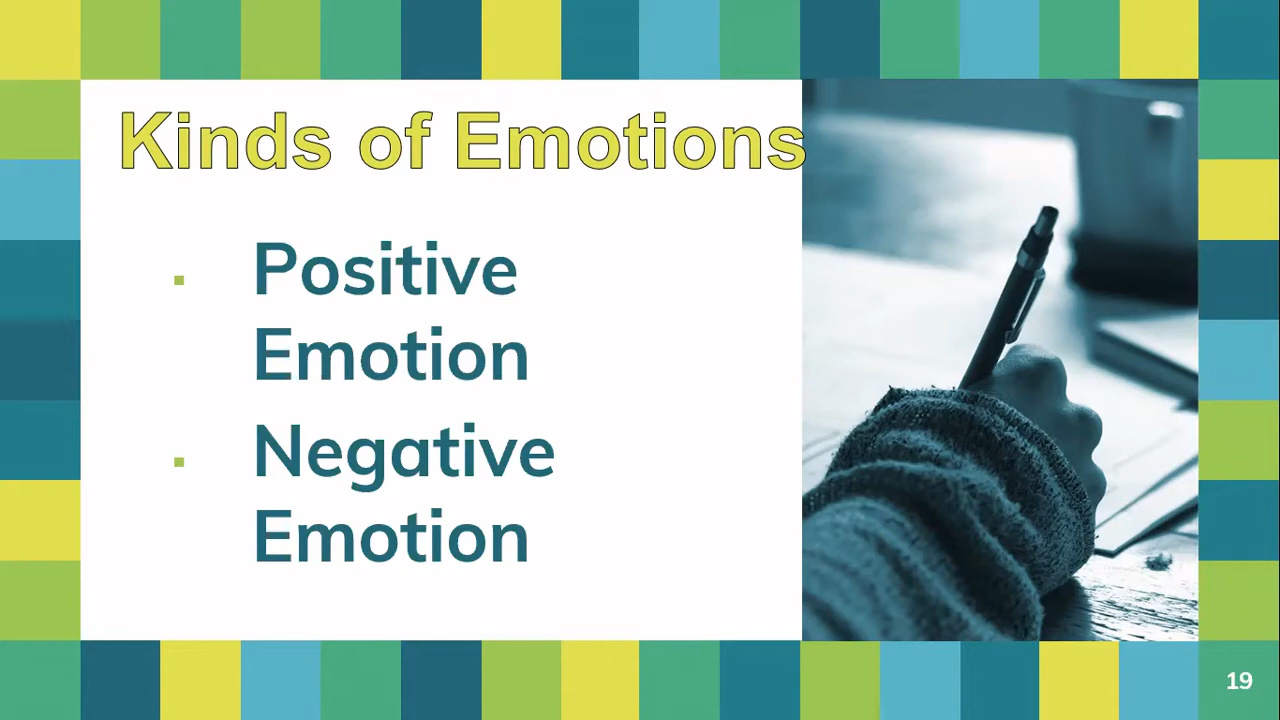 Kinds of Emotions
▪ Positive
Emotion
▪ Negative
Emotion
19